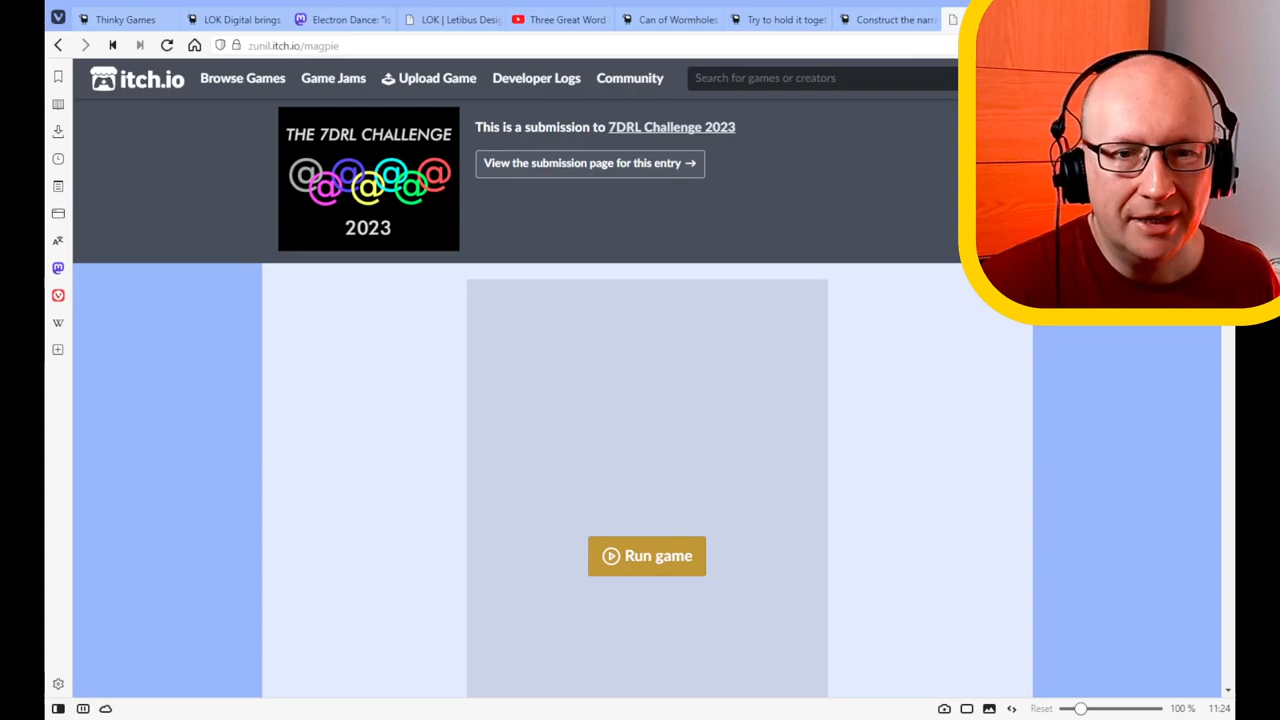 Thinky Games
LOK Digital brings
Electron Dance: "is
LOK | Letibus Desig
Three Great Word
Can of Wormholes
Try to hold it toget
Construct the narra
zunil.itch.io/magpie
itch.io
Browse Games
Game Jams
Upload Game
Developer Logs
Community
Search for games or creators
THE 7DRL CHALLENGE
@@@@@@@
2023
This is a submission to 7DRL Challenge 2023
View the submission page for this entry →
Run game
Reset
100 %
11:24